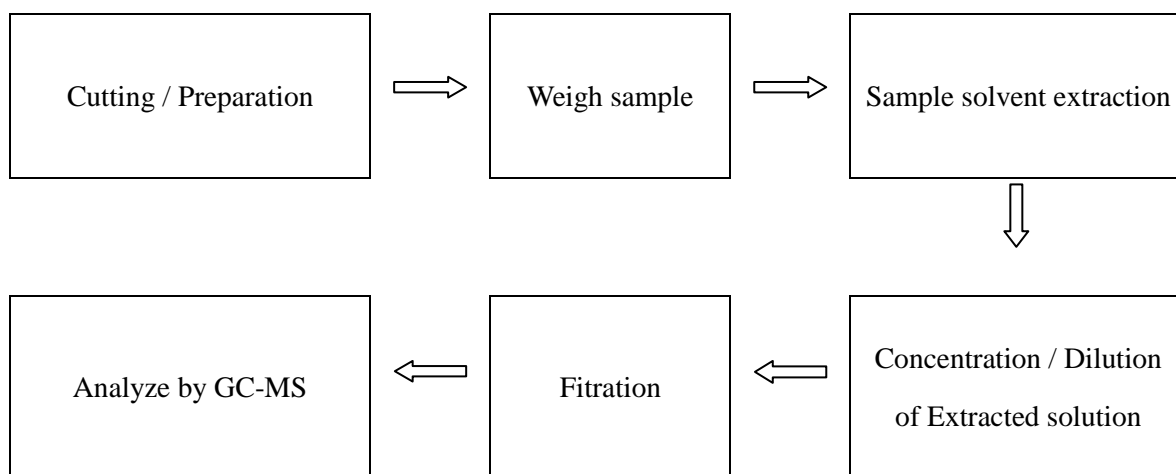 Cutting / Preparation
Weigh sample
Sample solvent extraction
Concentration / Dilution
of Extracted solution
Fitration
Analyze by GC-MS